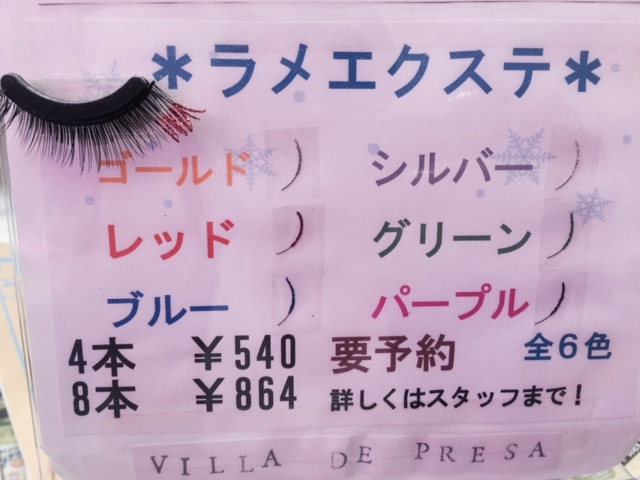 ＊ラメエクステ＊
ゴールド シルバー
レッド グリーン
ブルー パープル
4本 ￥540 要予約 全6色
8本 ￥864 詳しくはスタッフまで!
VILLA DE PRESA